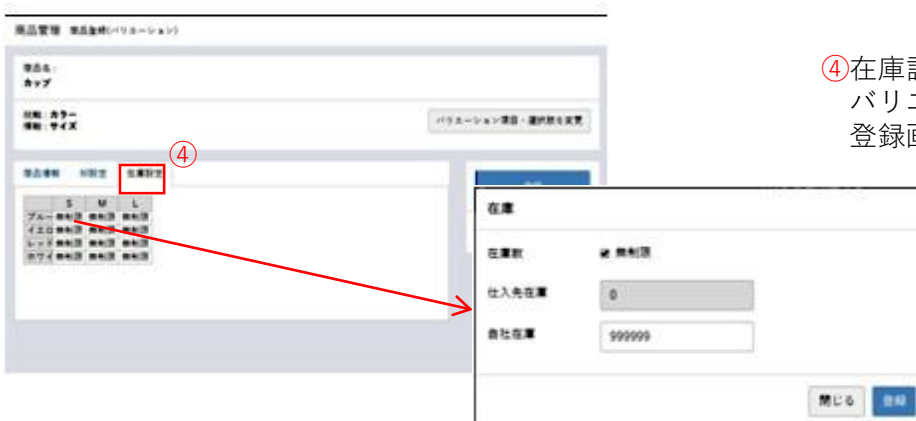 商品管理 商品登録(バリエーション)
商品名:
カップ
縦軸:カラー
横軸:サイズ
バリエーション項目・選択肢を変更
④
商品情報
在庫設定
S M L
ブルー 無制限 無制限 無制限
イエロ 無制限 無制限 無制限
レッド 無制限 無制限 無制限
ホワイ 無制限 無制限 無制限
④在庫
バリエ
登録
在庫
在庫数 無制限
仕入先在庫 0
自社在庫 999999
閉じる 登録